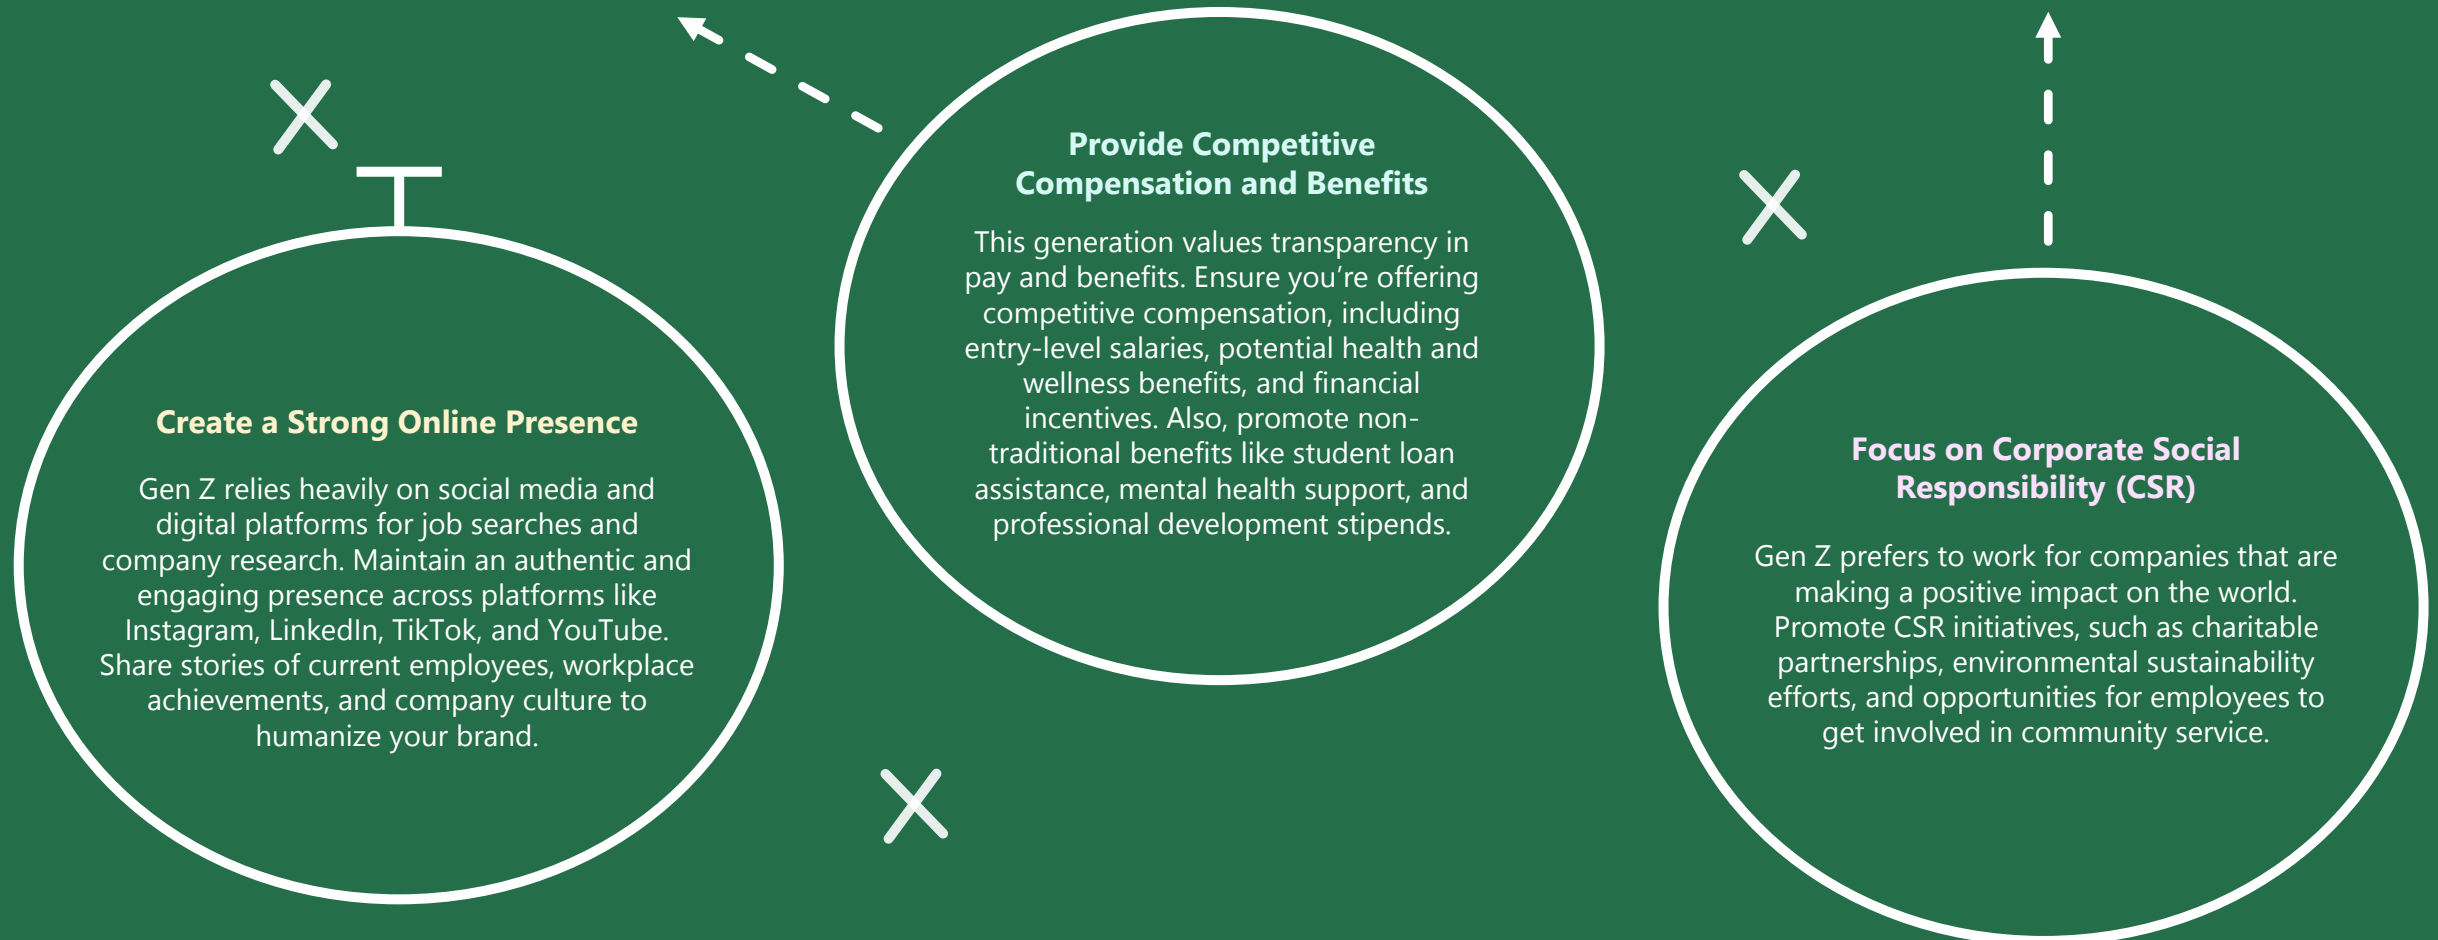 Create a Strong Online Presence
Gen Z relies heavily on social media and
digital platforms for job searches and
company research. Maintain an authentic and
engaging presence across platforms like
Instagram, LinkedIn, TikTok, and YouTube.
Share stories of current employees, workplace
achievements, and company culture to
humanize your brand.
Provide Competitive
Compensation and Benefits
This generation values transparency in
pay and benefits. Ensure you’re offering
competitive compensation, including
entry-level salaries, potential health and
wellness benefits, and financial
incentives. Also, promote non-
traditional benefits like student loan
assistance, mental health support, and
professional development stipends.
Focus on Corporate Social
Responsibility (CSR)
Gen Z prefers to work for companies that are
making a positive impact on the world.
Promote CSR initiatives, such as charitable
partnerships, environmental sustainability
efforts, and opportunities for employees to
get involved in community service.